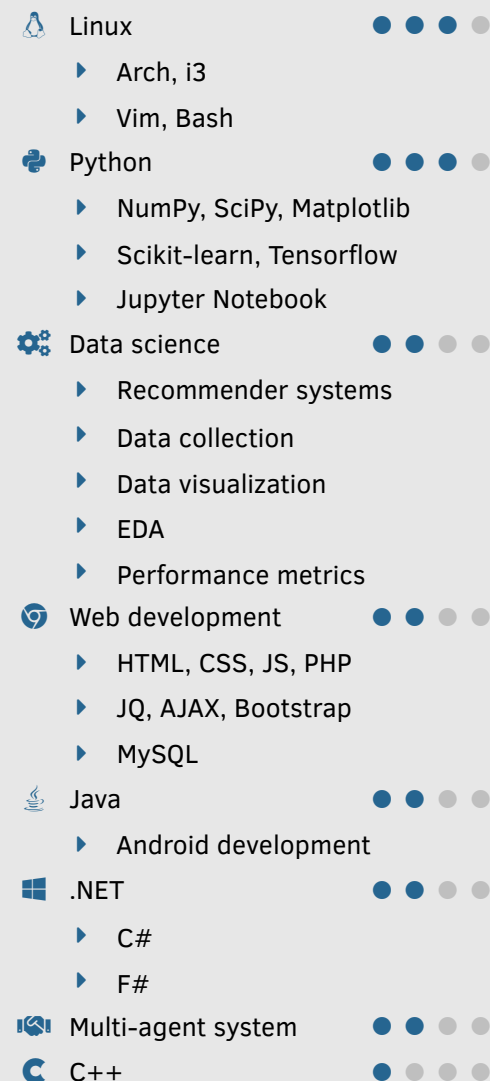 Linux
Arch, i3
Vim, Bash
Python
NumPy, SciPy, Matplotlib
Scikit-learn, Tensorflow
Jupyter Notebook
Data science
Recommender systems
Data collection
Data visualization
EDA
Performance metrics
Web development
HTML, CSS, JS, PHP
JQ, AJAX, Bootstrap
MySQL
Java
Android development
.NET
C#
F#
Multi-agent system
C++